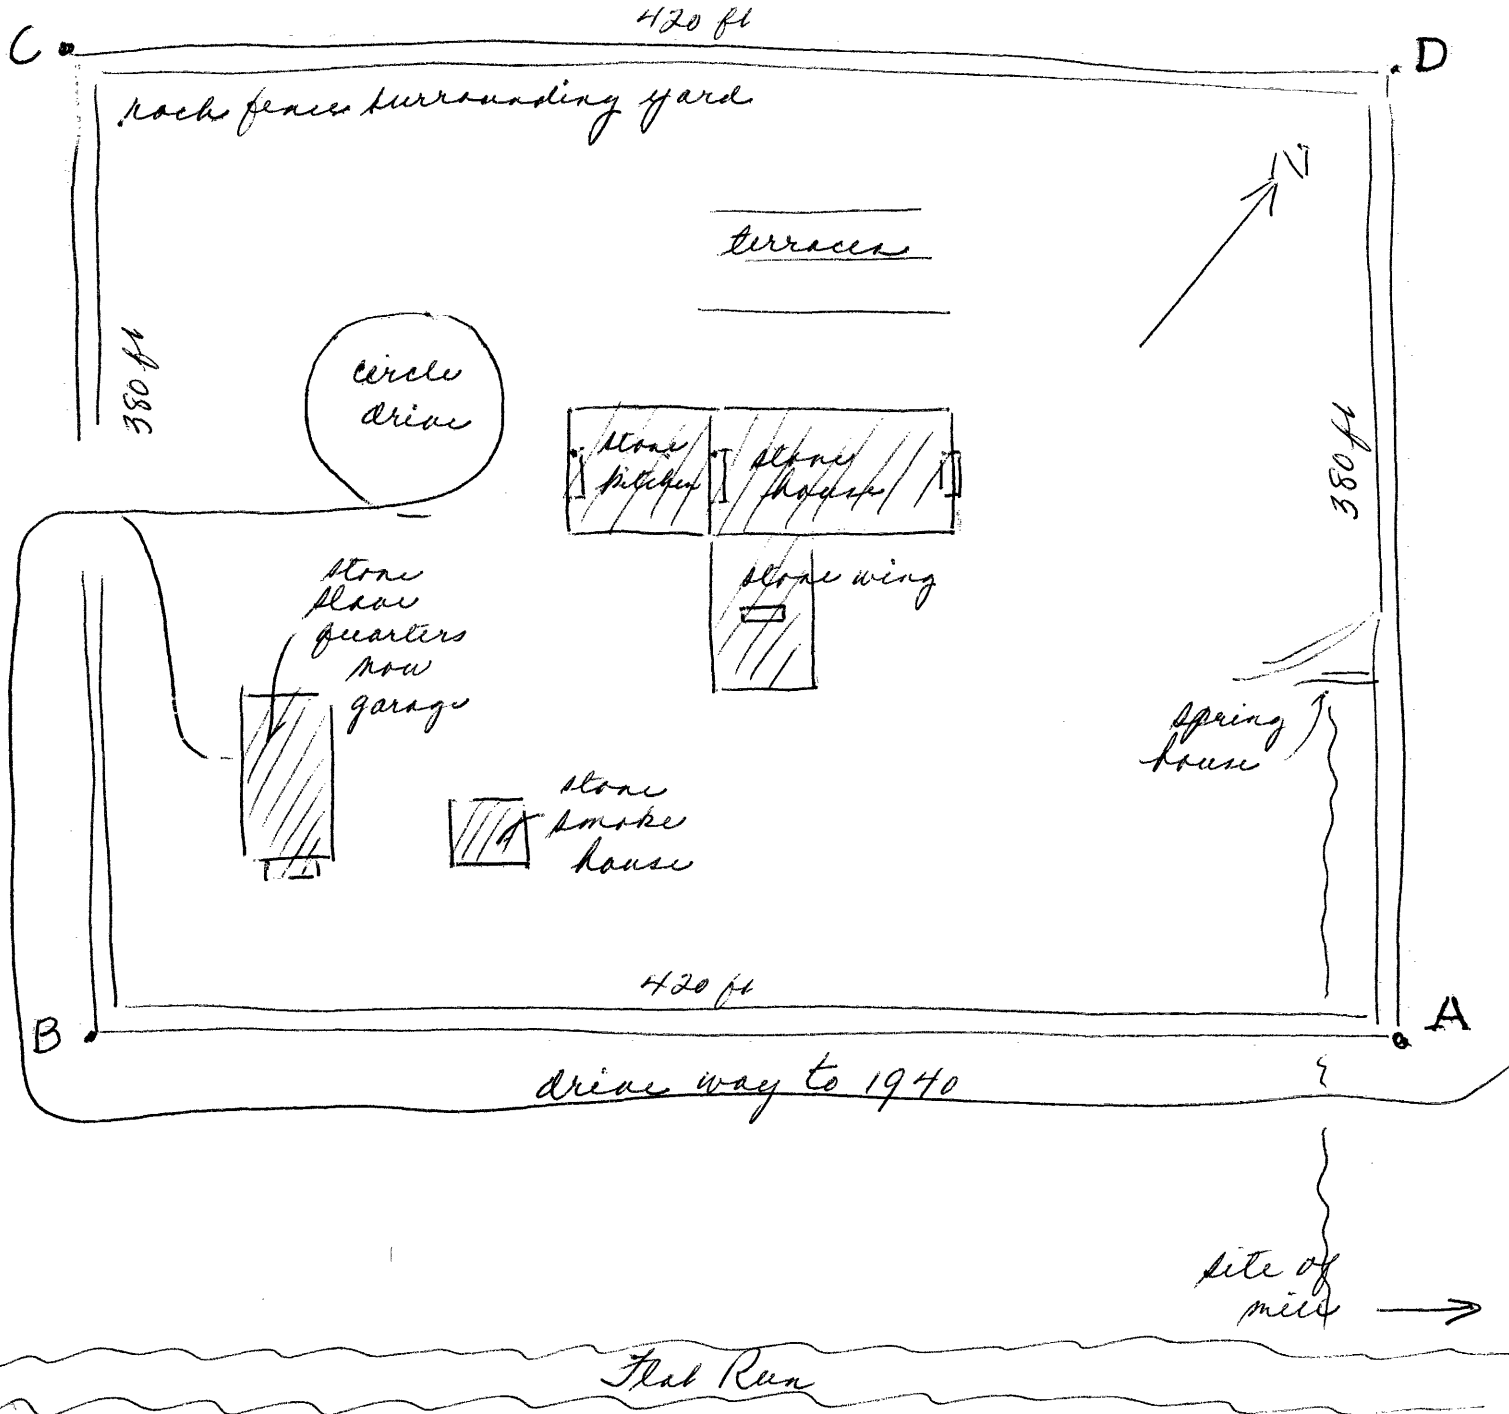 420 ft
C
D
rock fence surrounding yard
N
terraces
380 ft
circle
drive
380 ft
stone
kitchen
stone
house
stone wing
stone
slave
quarters
now
garage
spring
house
stone
smoke
house
420 ft
B
A
drive way to 1940
site of
mill
Flat Run